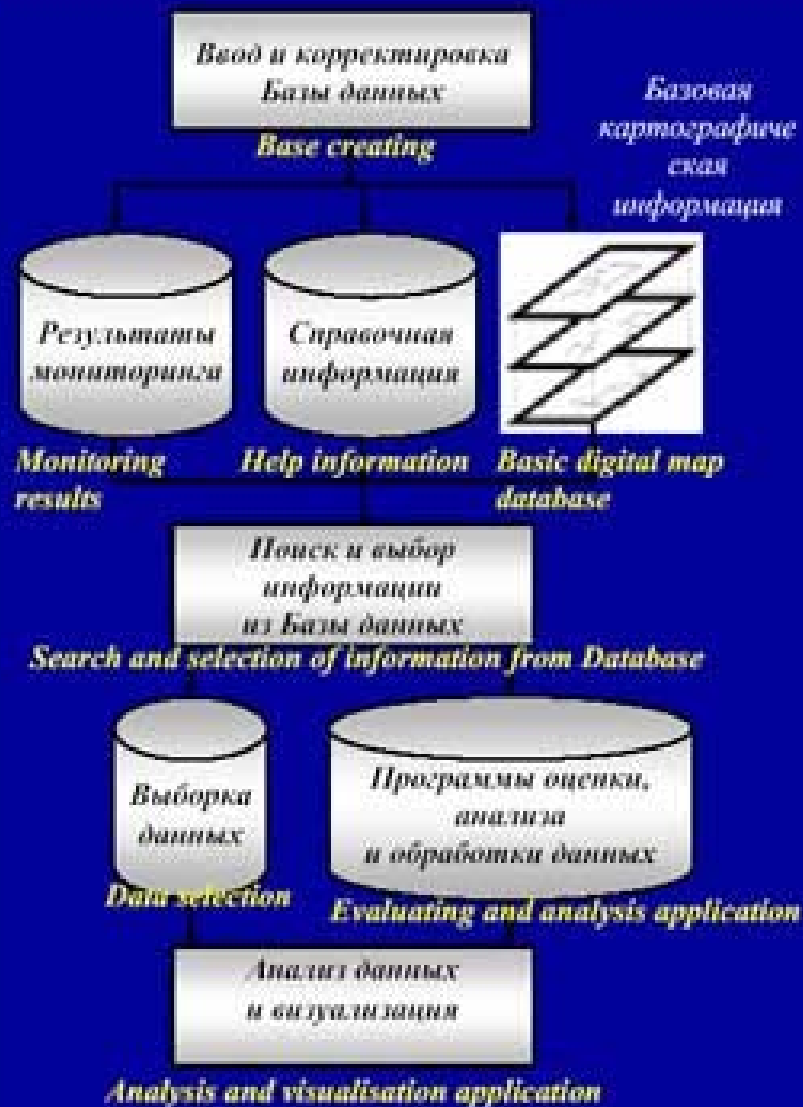 Ввод и корректировка
Базы данных
Base creating
Базовая
картографиче
ская
информация
Результаты
мониторинга
Справочная
информация
Monitoring
results
Help information
Basic digital map
database
Поиск и выбор
информации
из Базы данных
Search and selection of information from Database
Выборка
данных
Программы оценки,
анализа
и обработки данных
Data selection
Evaluating and analysis application
Анализ данных
и визуализация
Analysis and visualisation application